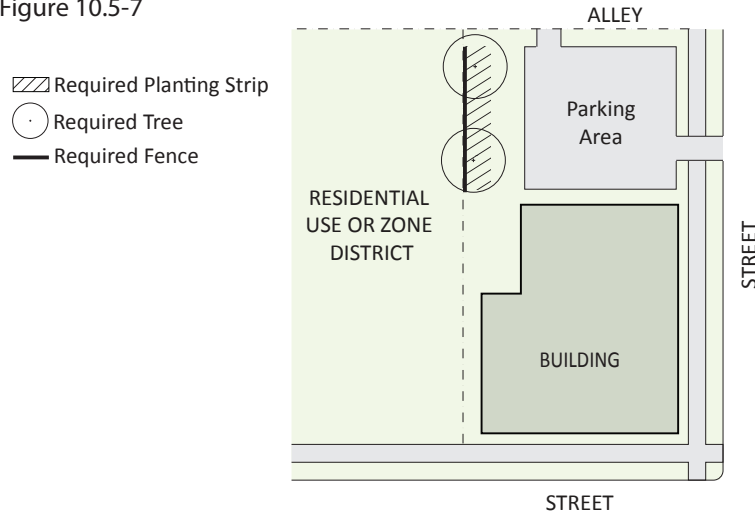 Figure 10.5-7
ALLEY
Required Planting Strip
Required Tree
Required Fence
Parking
Area
RESIDENTIAL
USE OR ZONE
DISTRICT
STREET
BUILDING
STREET